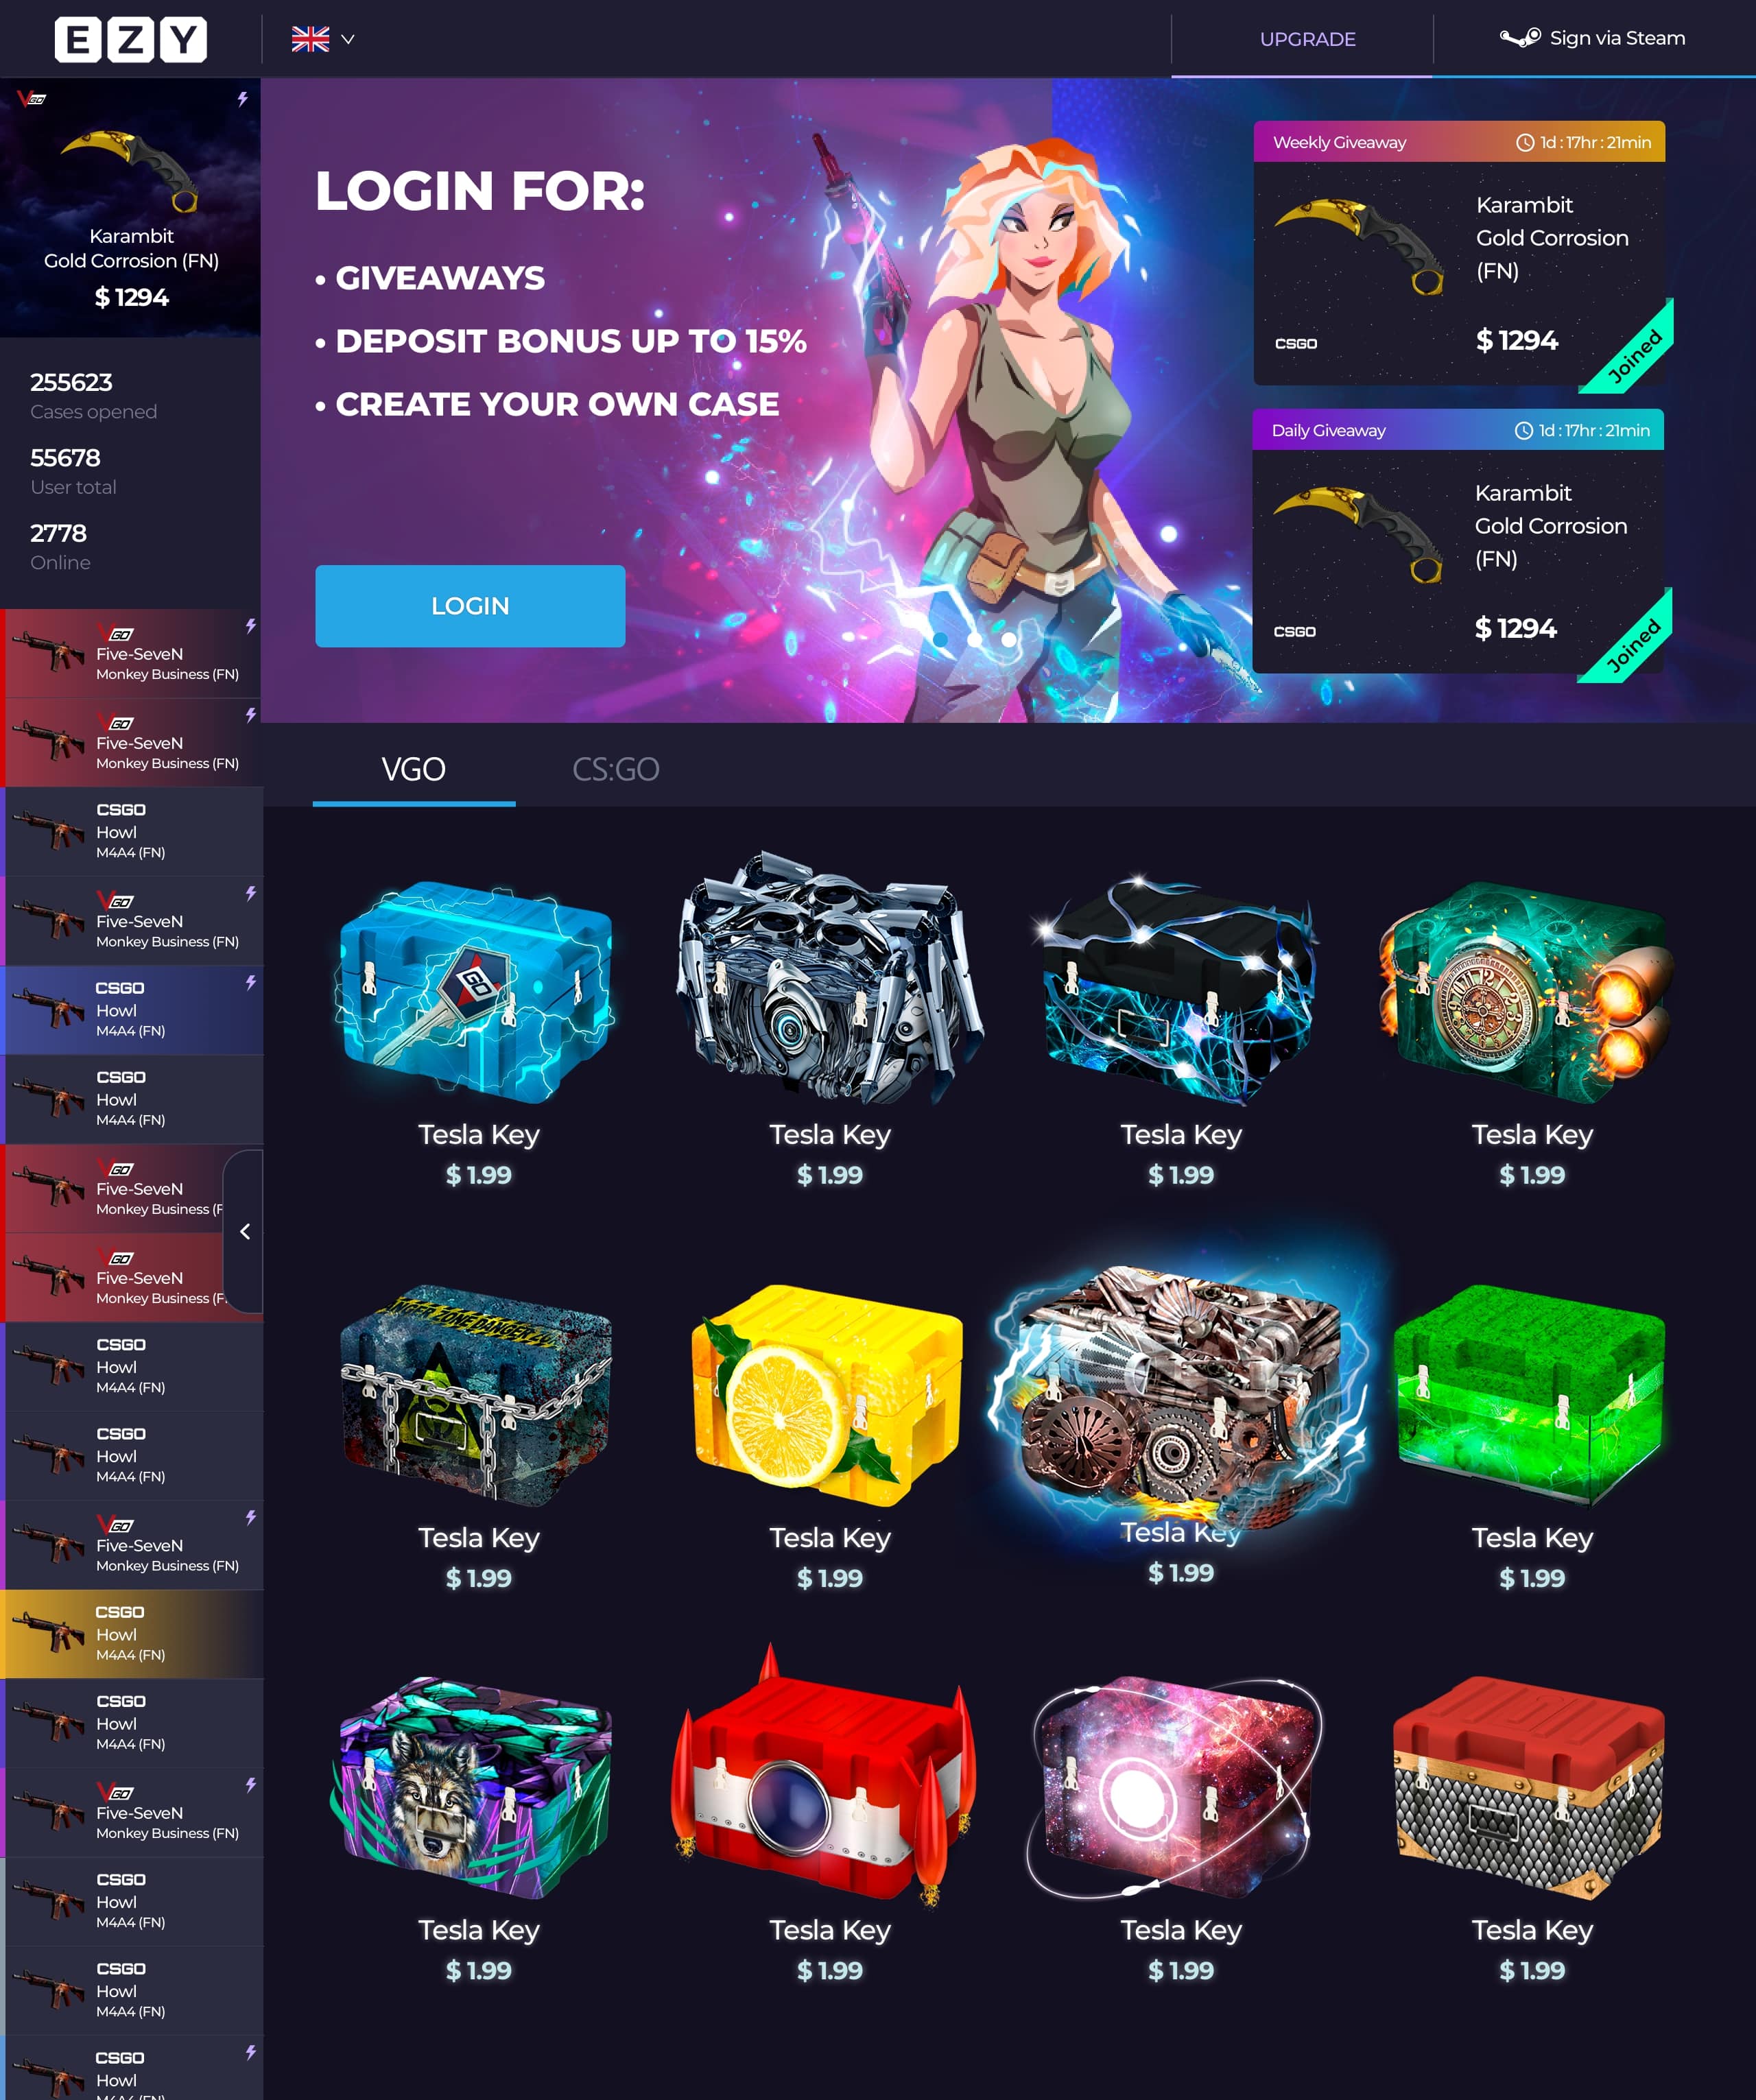 EZY
UPGRADE
Sign via Steam
VGO
Karambit
Gold Corrosion (FN)
$ 1294
255623
Cases opened
55678
User total
2778
Online
VGO
Five-SeveN
Monkey Business (FN)
VGO
Five-SeveN
Monkey Business (FN)
CSGO
Howl
M4A4 (FN)
VGO
Five-SeveN
Monkey Business (FN)
CSGO
Howl
M4A4 (FN)
CSGO
Howl
M4A4 (FN)
VGO
Five-SeveN
Monkey Business (F
VGO
Five-SeveN
Monkey Business (F
CSGO
Howl
M4A4 (FN)
CSGO
Howl
M4A4 (FN)
VGO
Five-SeveN
Monkey Business (FN)
CSGO
Howl
M4A4 (FN)
CSGO
Howl
M4A4 (FN)
VGO
Five-SeveN
Monkey Business (FN)
CSGO
Howl
M4A4 (FN)
CSGO
Howl
M4A4 (FN)
CSGO
Howl
M4A4 (FN)
LOGIN FOR:
• GIVEAWAYS
• DEPOSIT BONUS UP TO 15%
• CREATE YOUR OWN CASE
LOGIN
Weekly Giveaway
1d : 17hr : 21min
Karambit
Gold Corrosion
(FN)
CSGO
$ 1294
Joined
Daily Giveaway
1d : 17hr : 21min
Karambit
Gold Corrosion
(FN)
CSGO
$ 1294
Joined
VGO
CS:GO
GO
Tesla Key
Tesla Key
Tesla Key
Tesla Key
$ 1.99
$ 1.99
$ 1.99
$ 1.99
ZONE DANGER
Tesla Key
Tesla Key
Tesla Key
Tesla Key
$ 1.99
$ 1.99
$ 1.99
$ 1.99
Tesla Key
Tesla Key
Tesla Key
Tesla Key
$ 1.99
$ 1.99
$ 1.99
$ 1.99